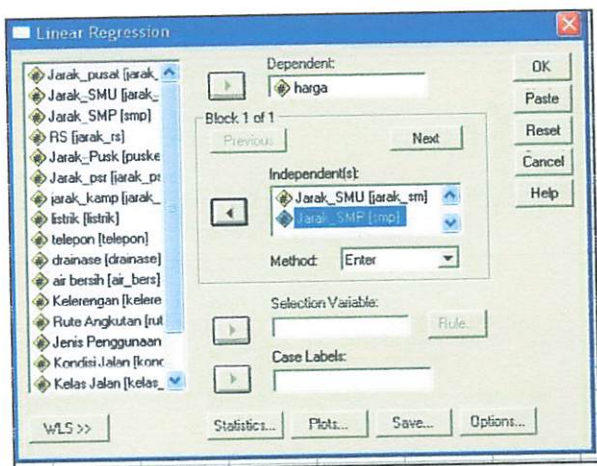 Linear Regression
Jarak_pusat [jarak_
Jarak_SMU [jarak_
Jarak_SMP [smp]
RS [jarak_rs]
Jarak_Pusk [puske
Jarak_psr [jarak_ps
jarak_kamp [jarak_
listrik [listrik]
telepon [telepon]
drainase [drainase]
air bersih [air_bers]
Kelerengan [kelere
Rute Angkutan [rut
Jenis Penggunaan
Kondisi Jalan [kond
Kelas Jalan [kelas_
WLS >>
Dependent:
harga
Block 1 of 1
Previous
Next
Independent(s):
Jarak_SMU [jarak_sm]
Jarak_SMP [smp]
Method:
Enter
Selection Variable:
Rule...
Case Labels:
Statistics...
Plots...
Save...
Options...
OK
Paste
Reset
Cancel
Help